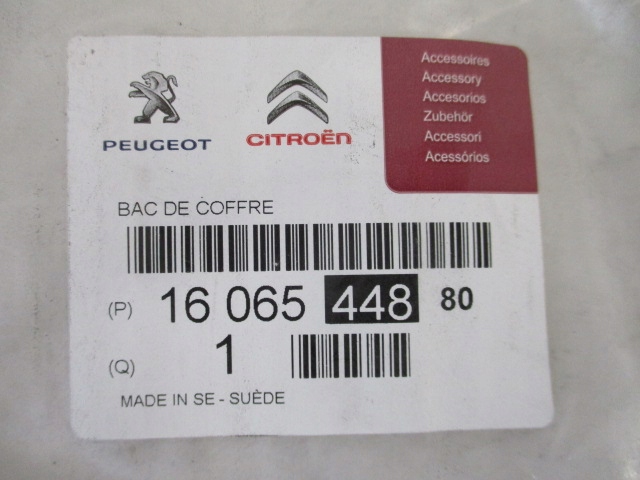 PEUGEOT
CITROËN
Accessoires
Accessory
Accesorios
Zubehör
Accessori
Acessórios
BAC DE COFFRE
(P) 16 065 448 80
(Q) 1
MADE IN SE - SUÈDE